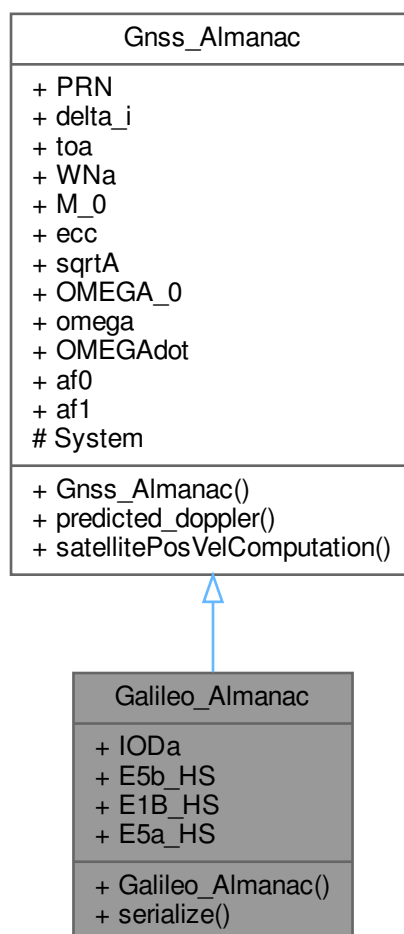 Gnss_Almanac
+ PRN
+ delta_i
+ toa
+ WNa
+ M_0
+ ecc
+ sqrtA
+ OMEGA_0
+ omega
+ OMEGAdot
+ af0
+ af1
# System
+ Gnss_Almanac()
+ predicted_doppler()
+ satellitePosVelComputation()
Galileo_Almanac
+ IODa
+ E5b_HS
+ E1B_HS
+ E5a_HS
+ Galileo_Almanac()
+ serialize()